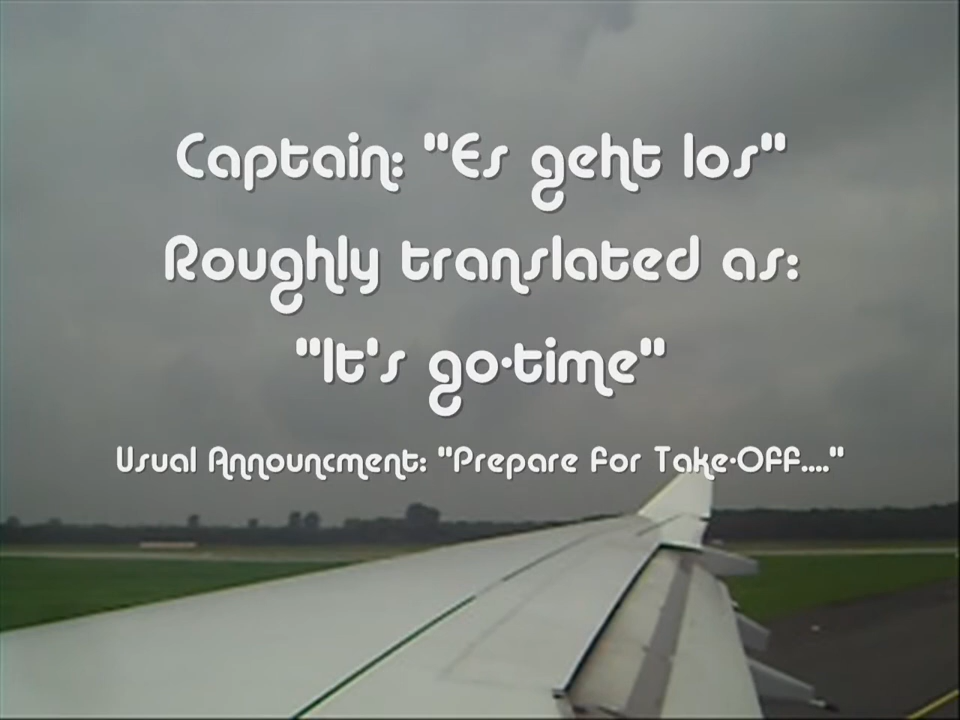 Captain: "Es geht los"
Roughly translated as:
"It's go-time"
Usual Announcment: "Prepare For Take-Off...."